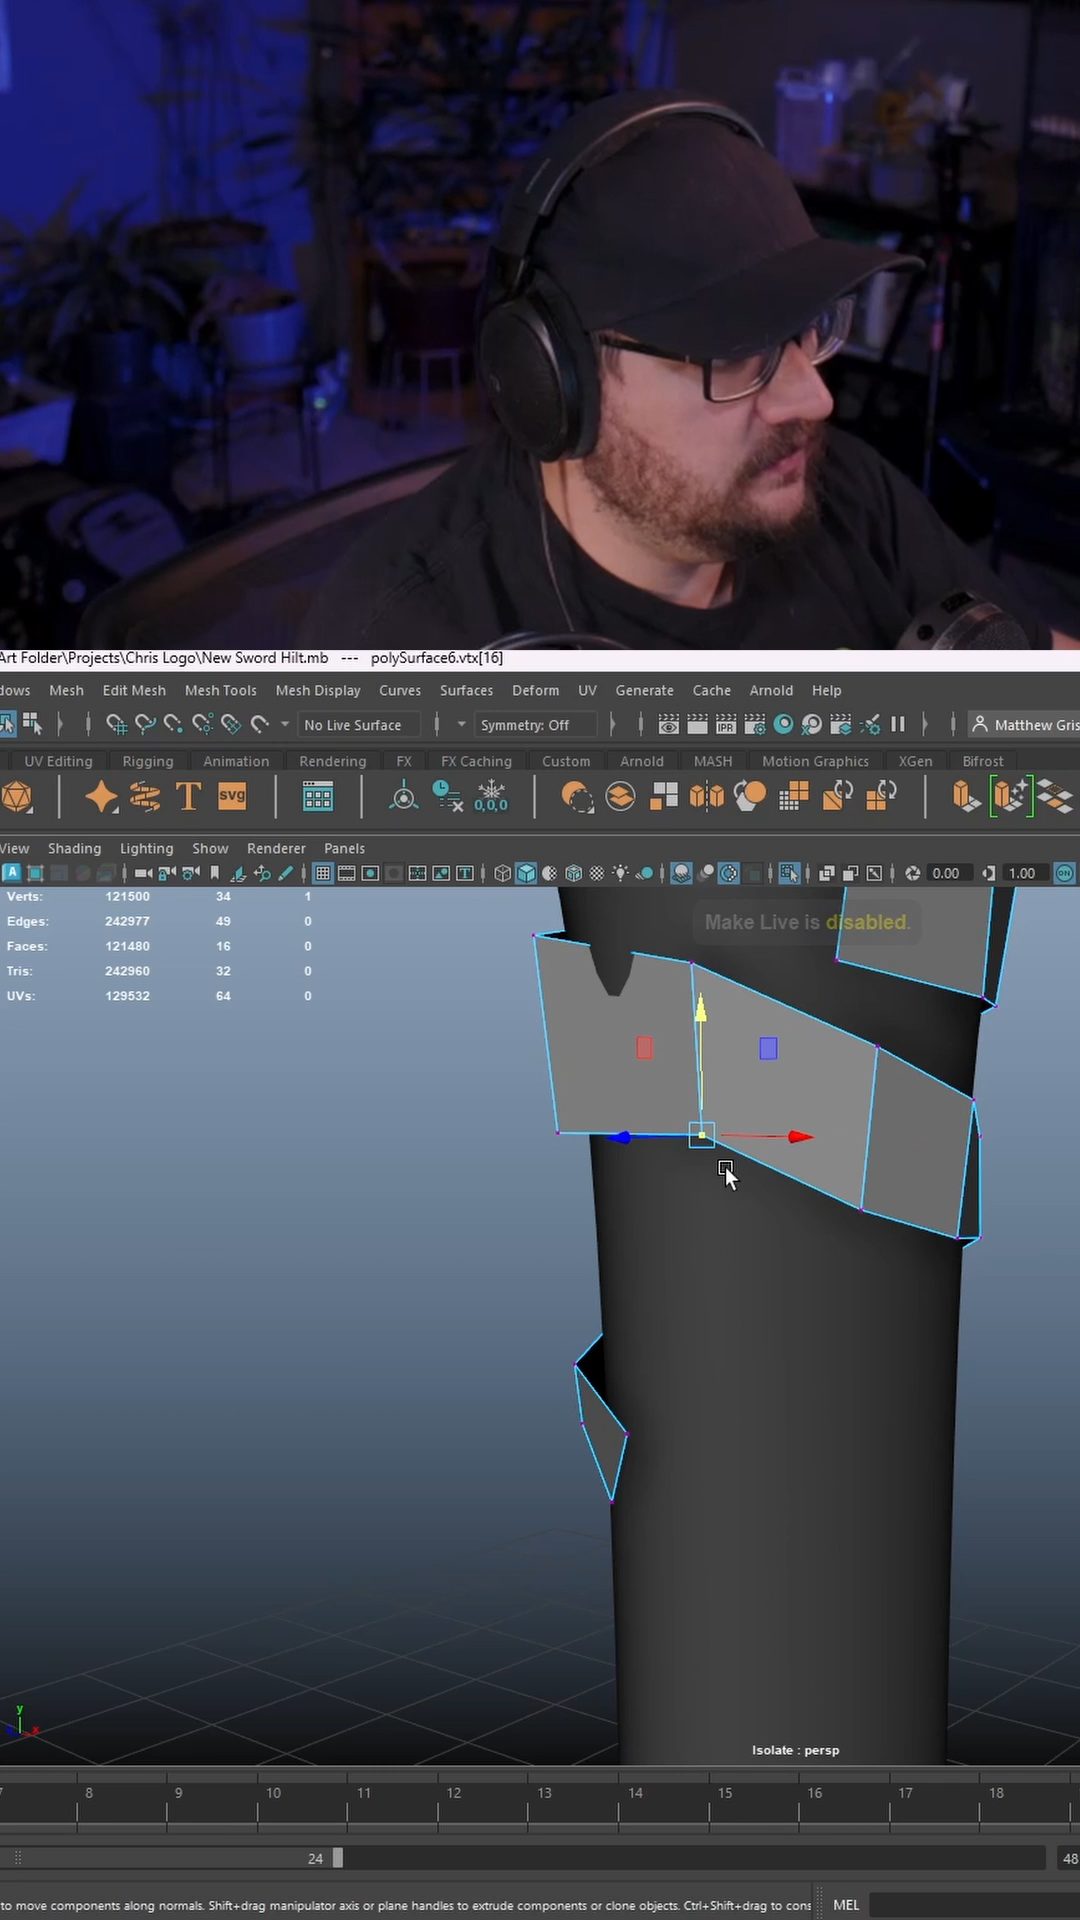 Art Folder\Projects\Chris Logo\New Sword Hilt.mb --- polySurface6.vtx[16]
dows Mesh Edit Mesh Mesh Tools Mesh Display Curves Surfaces Deform UV Generate Cache Arnold Help
No Live Surface Symmetry: Off IPR Matthew Gris
UV Editing Rigging Animation Rendering FX FX Caching Custom Arnold MASH Motion Graphics XGen Bifrost
T svg 0,0,0
View Shading Lighting Show Renderer Panels
A T 0.00 1.00 ON
Verts: 121500 34 1
Edges: 242977 49 0
Faces: 121480 16 0
Tris: 242960 32 0
UVs: 129532 64 0
Make Live is disabled.
y
x
Isolate : persp
7 8 9 10 11 12 13 14 15 16 17 18
24 48
to move components along normals. Shift+drag manipulator axis or plane handles to extrude components or clone objects. Ctrl+Shift+drag to cons MEL